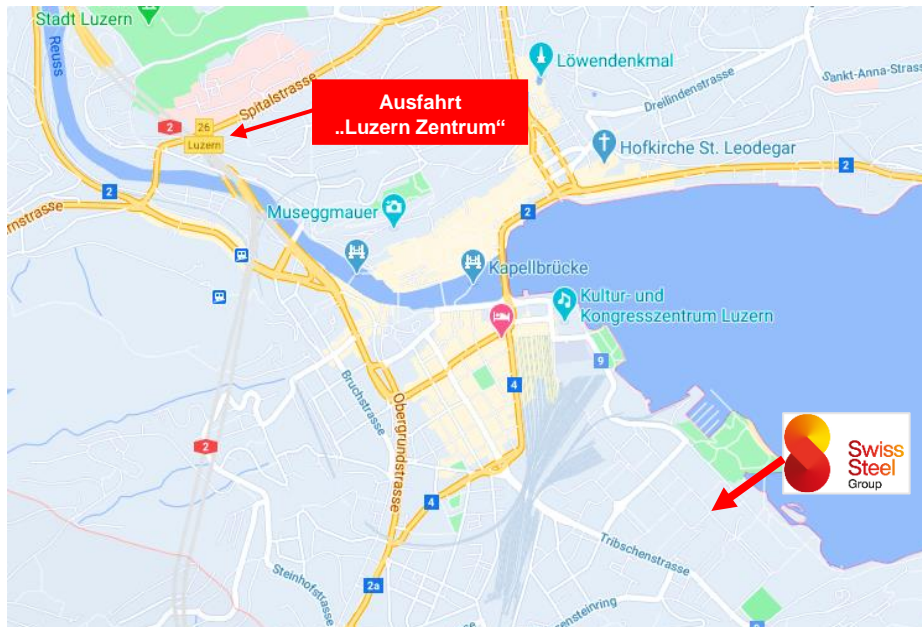 Stadt Luzern
Reuss
Spitalstrasse
2
26
Luzern
Ausfahrt
„Luzern Zentrum“
Löwendenkmal
Dreilindenstrasse
Sankt-Anna-Stras
Hofkirche St. Leodegar
2
2
rnstrasse
Museggmauer
2
Kapellbrücke
Kultur- und
Kongresszentrum Luzern
9
Bruchstrasse
Obergrundstrasse
4
2
4
Swiss
Steel
Group
Tribschenstrasse
Steinhofstrasse
2a
zensteinring